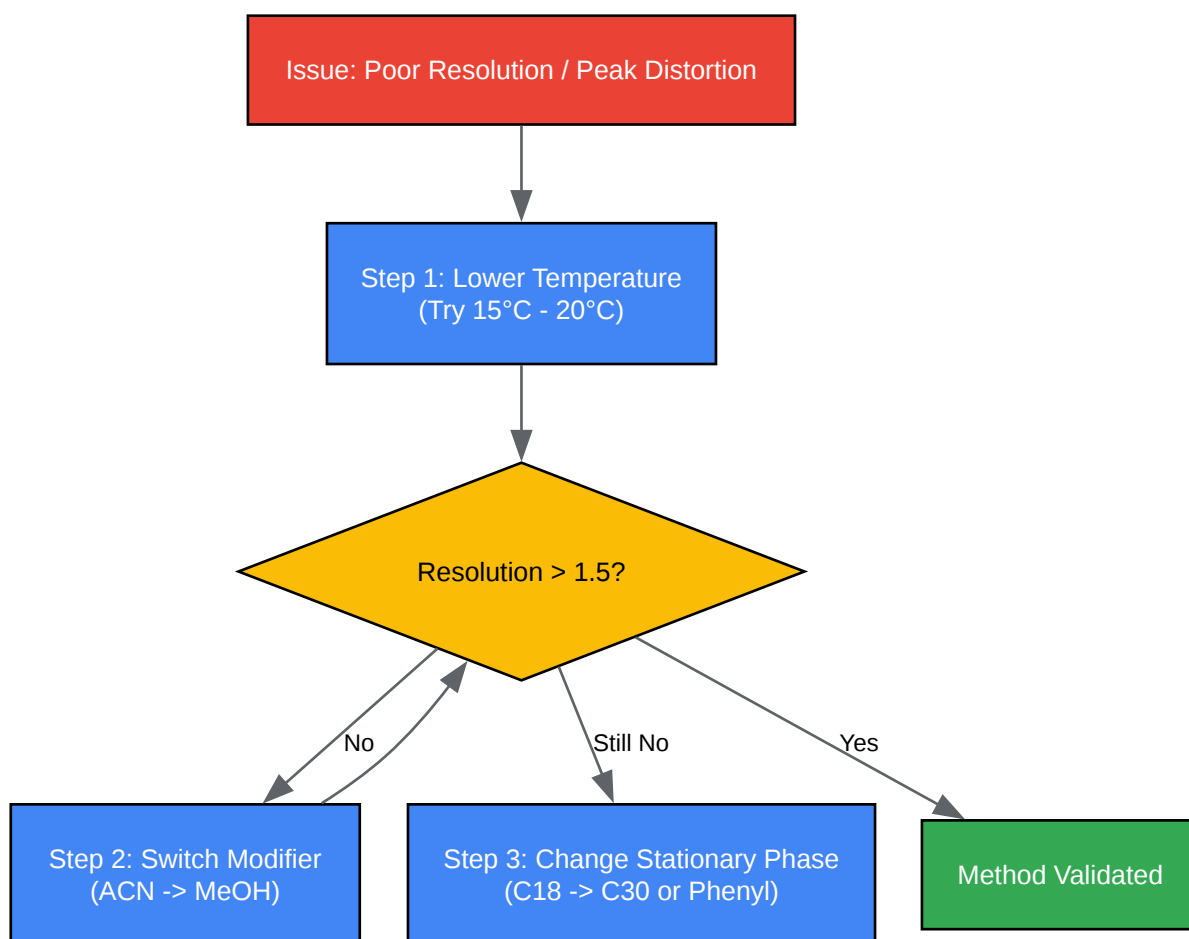 Issue: Poor Resolution / Peak Distortion
Step 1: Lower Temperature
(Try 15°C - 20°C)
Resolution > 1.5?
No
Still No
Yes
Step 2: Switch Modifier
(ACN -> MeOH)
Step 3: Change Stationary Phase
(C18 -> C30 or Phenyl)
Method Validated